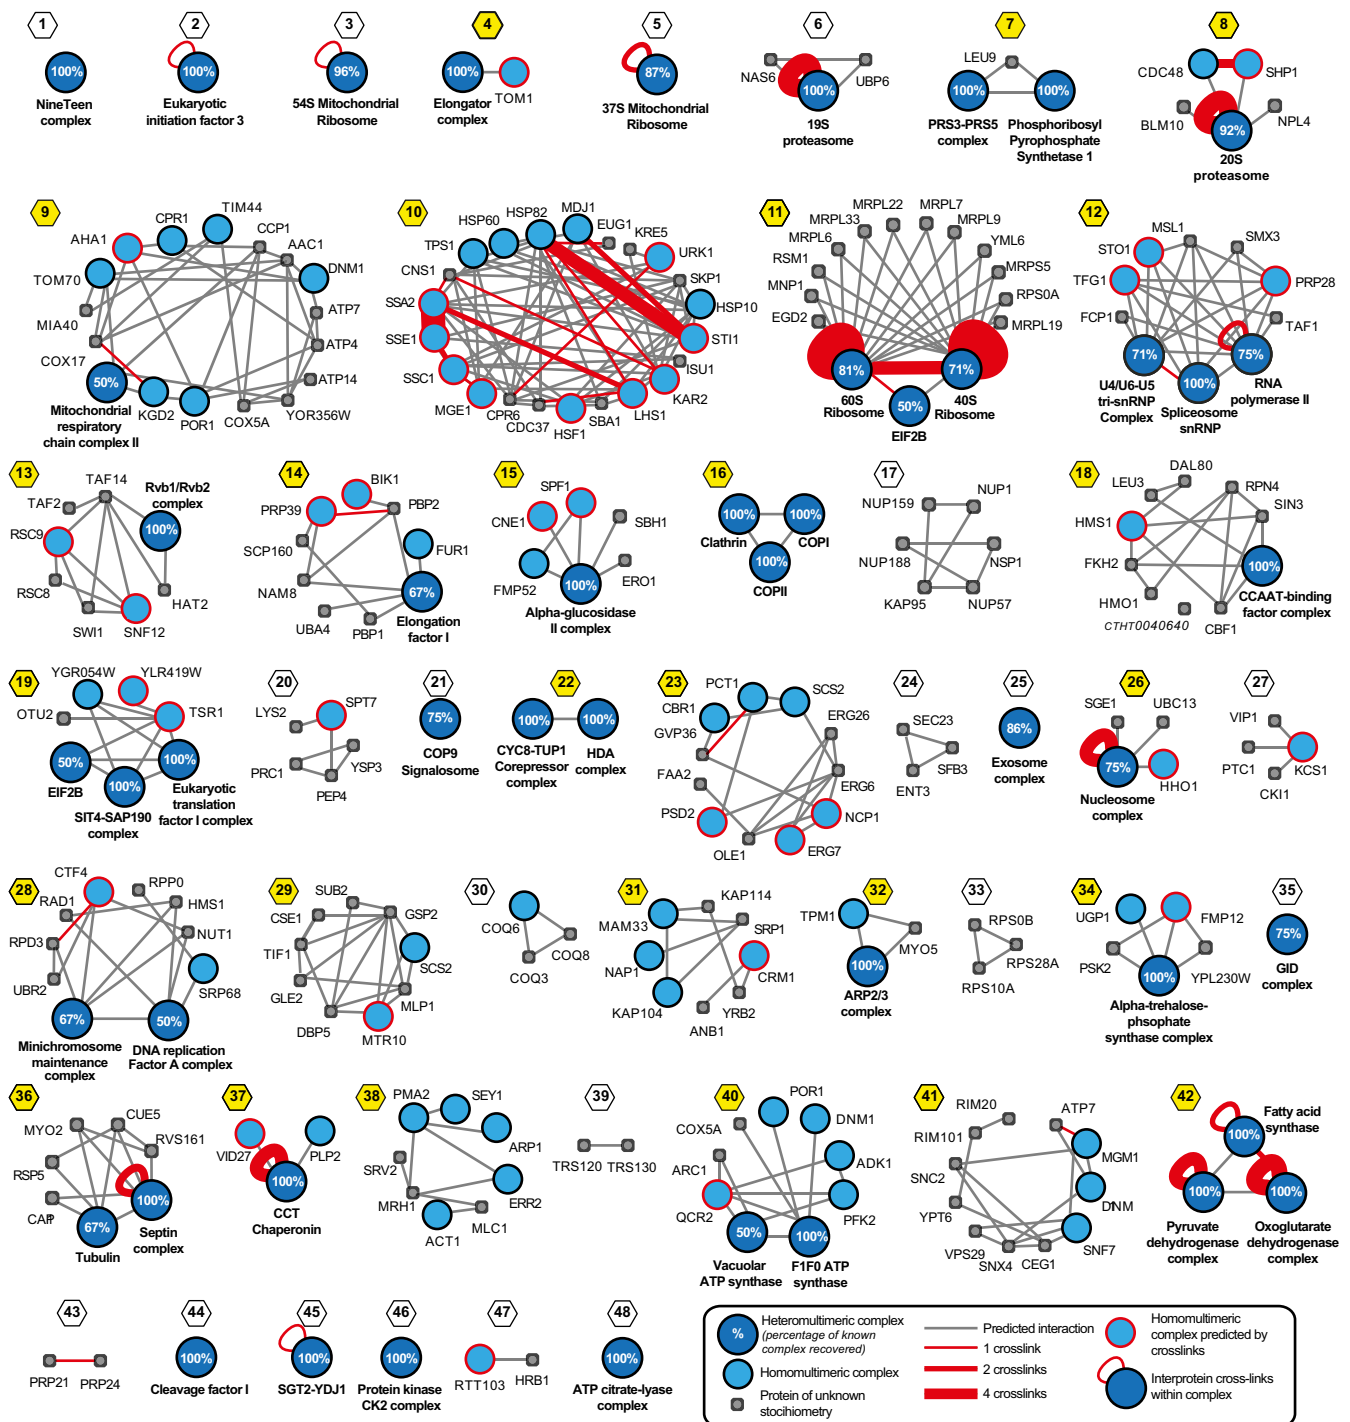 1
100%
NineTeen
complex
2
100%
Eukaryotic
initiation factor 3
3
96%
54S Mitochondrial
Ribosome
4
100%
TOM1
Elongator
complex
5
87%
37S Mitochondrial
Ribosome
6
NAS6
UBP6
100%
19S
proteasome
7
LEU9
100%
100%
PRS3-PRS5
complex
Phosphoribosyl
Pyrophosphate
Synthetase 1
8
CDC48
SHP1
BLM10
NPL4
92%
20S
proteasome
9
TIM44
CPR1
CCP1
AHA1
AAC1
TOM70
DNM1
MIA40
ATP7
COX17
ATP4
50%
ATP14
KGD2
POR1
COX5A
YOR356W
Mitochondrial
respiratory
chain complex II
10
HSP82
MDJ1
HSP60
EUG1
TPS1
KRE5
URK1
CNS1
SKP1
SSA2
HSP10
SSE1
STI1
SSC1
ISU1
MGE1
KAR2
CPR6
LHS1
CDC37
SBA1
HSF1
11
MRPL22
MRPL7
MRPL33
MRPL9
MRPL6
YML6
RSM1
MRPS5
MNP1
RPS0A
EGD2
MRPL19
81%
71%
60S
Ribosome
40S
Ribosome
50%
EIF2B
12
MSL1
STO1
SMX3
TFG1
PRP28
FCP1
TAF1
71%
75%
100%
U4/U6-U5
tri-snRNP
Complex
Spliceosome
snRNP
RNA
polymerase II
13
TAF14
Rvb1/Rvb2
complex
TAF2
100%
RSC9
RSC8
HAT2
SWI1
SNF12
14
BIK1
PRP39
PBP2
SCP160
FUR1
NAM8
67%
UBA4
PBP1
Elongation
factor I
15
SPF1
CNE1
SBH1
FMP52
ERO1
100%
Alpha-glucosidase
II complex
16
100%
100%
Clathrin
COPI
100%
COPII
17
NUP159
NUP1
NUP188
NSP1
KAP95
NUP57
18
DAL80
LEU3
RPN4
HMS1
SIN3
FKH2
100%
HMO1
CCAAT-binding
factor complex
CTHT0040640
CBF1
19
YGR054W
YLR419W
OTU2
TSR1
50%
100%
100%
EIF2B
Eukaryotic
translation
factor I complex
SIT4-SAP190
complex
20
LYS2
SPT7
PRC1
YSP3
PEP4
21
75%
COP9
Signalosome
22
100%
100%
CYC8-TUP1
Corepressor
complex
HDA
complex
23
PCT1
SCS2
CBR1
ERG26
GVP36
FAA2
ERG6
PSD2
NCP1
OLE1
ERG7
24
SEC23
SFB3
ENT3
25
86%
Exosome
complex
26
SGE1
UBC13
75%
HHO1
Nucleosome
complex
27
VIP1
PTC1
KCS1
CKI1
28
CTF4
RPP0
RAD1
HMS1
RPD3
NUT1
UBR2
SRP68
67%
50%
Minichromosome
maintenance
complex
DNA replication
Factor A complex
29
SUB2
CSE1
GSP2
TIF1
SCS2
GLE2
MLP1
DBP5
MTR10
30
COQ6
COQ8
COQ3
31
KAP114
MAM33
SRP1
NAP1
CRM1
KAP104
YRB2
ANB1
32
TPM1
MYO5
100%
ARP2/3
complex
33
RPS0B
RPS28A
RPS10A
34
UGP1
FMP12
PSK2
YPL230W
100%
Alpha-trehalose-
phsophate
synthase complex
35
75%
GID
complex
36
CUE5
MYO2
RVS161
RSP5
100%
67%
Septin
complex
Tubulin
37
VID27
PLP2
100%
CCT
Chaperonin
38
PMA2
SEY1
ARP1
SRV2
ERR2
MRH1
MLC1
ACT1
39
TRS120
TRS130
40
POR1
COX5A
DNM1
ARC1
ADK1
QCR2
PFK2
50%
100%
Vacuolar
ATP synthase
F1F0 ATP
synthase
41
RIM20
ATP7
RIM101
MGM1
SNC2
YPT6
SNF7
VPS29
SNX4
CEG1
42
Fatty acid
synthase
100%
100%
100%
Pyruvate
dehydrogenase
complex
Oxoglutarate
dehydrogenase
complex
43
PRP21
PRP24
44
100%
Cleavage factor I
45
100%
SGT2-YDJ1
46
100%
Protein kinase
CK2 complex
47
RTT103
HRB1
48
100%
ATP citrate-lyase
complex
%
Heteromultimeric complex
(percentage of known
complex recovered)
Homomultimeric complex
Protein of unknown
stocihiometry
Predicted interaction
1 crosslink
2 crosslinks
4 crosslinks
Homomultimeric
complex predicted by
crosslinks
Interprotein cross-links
within complex